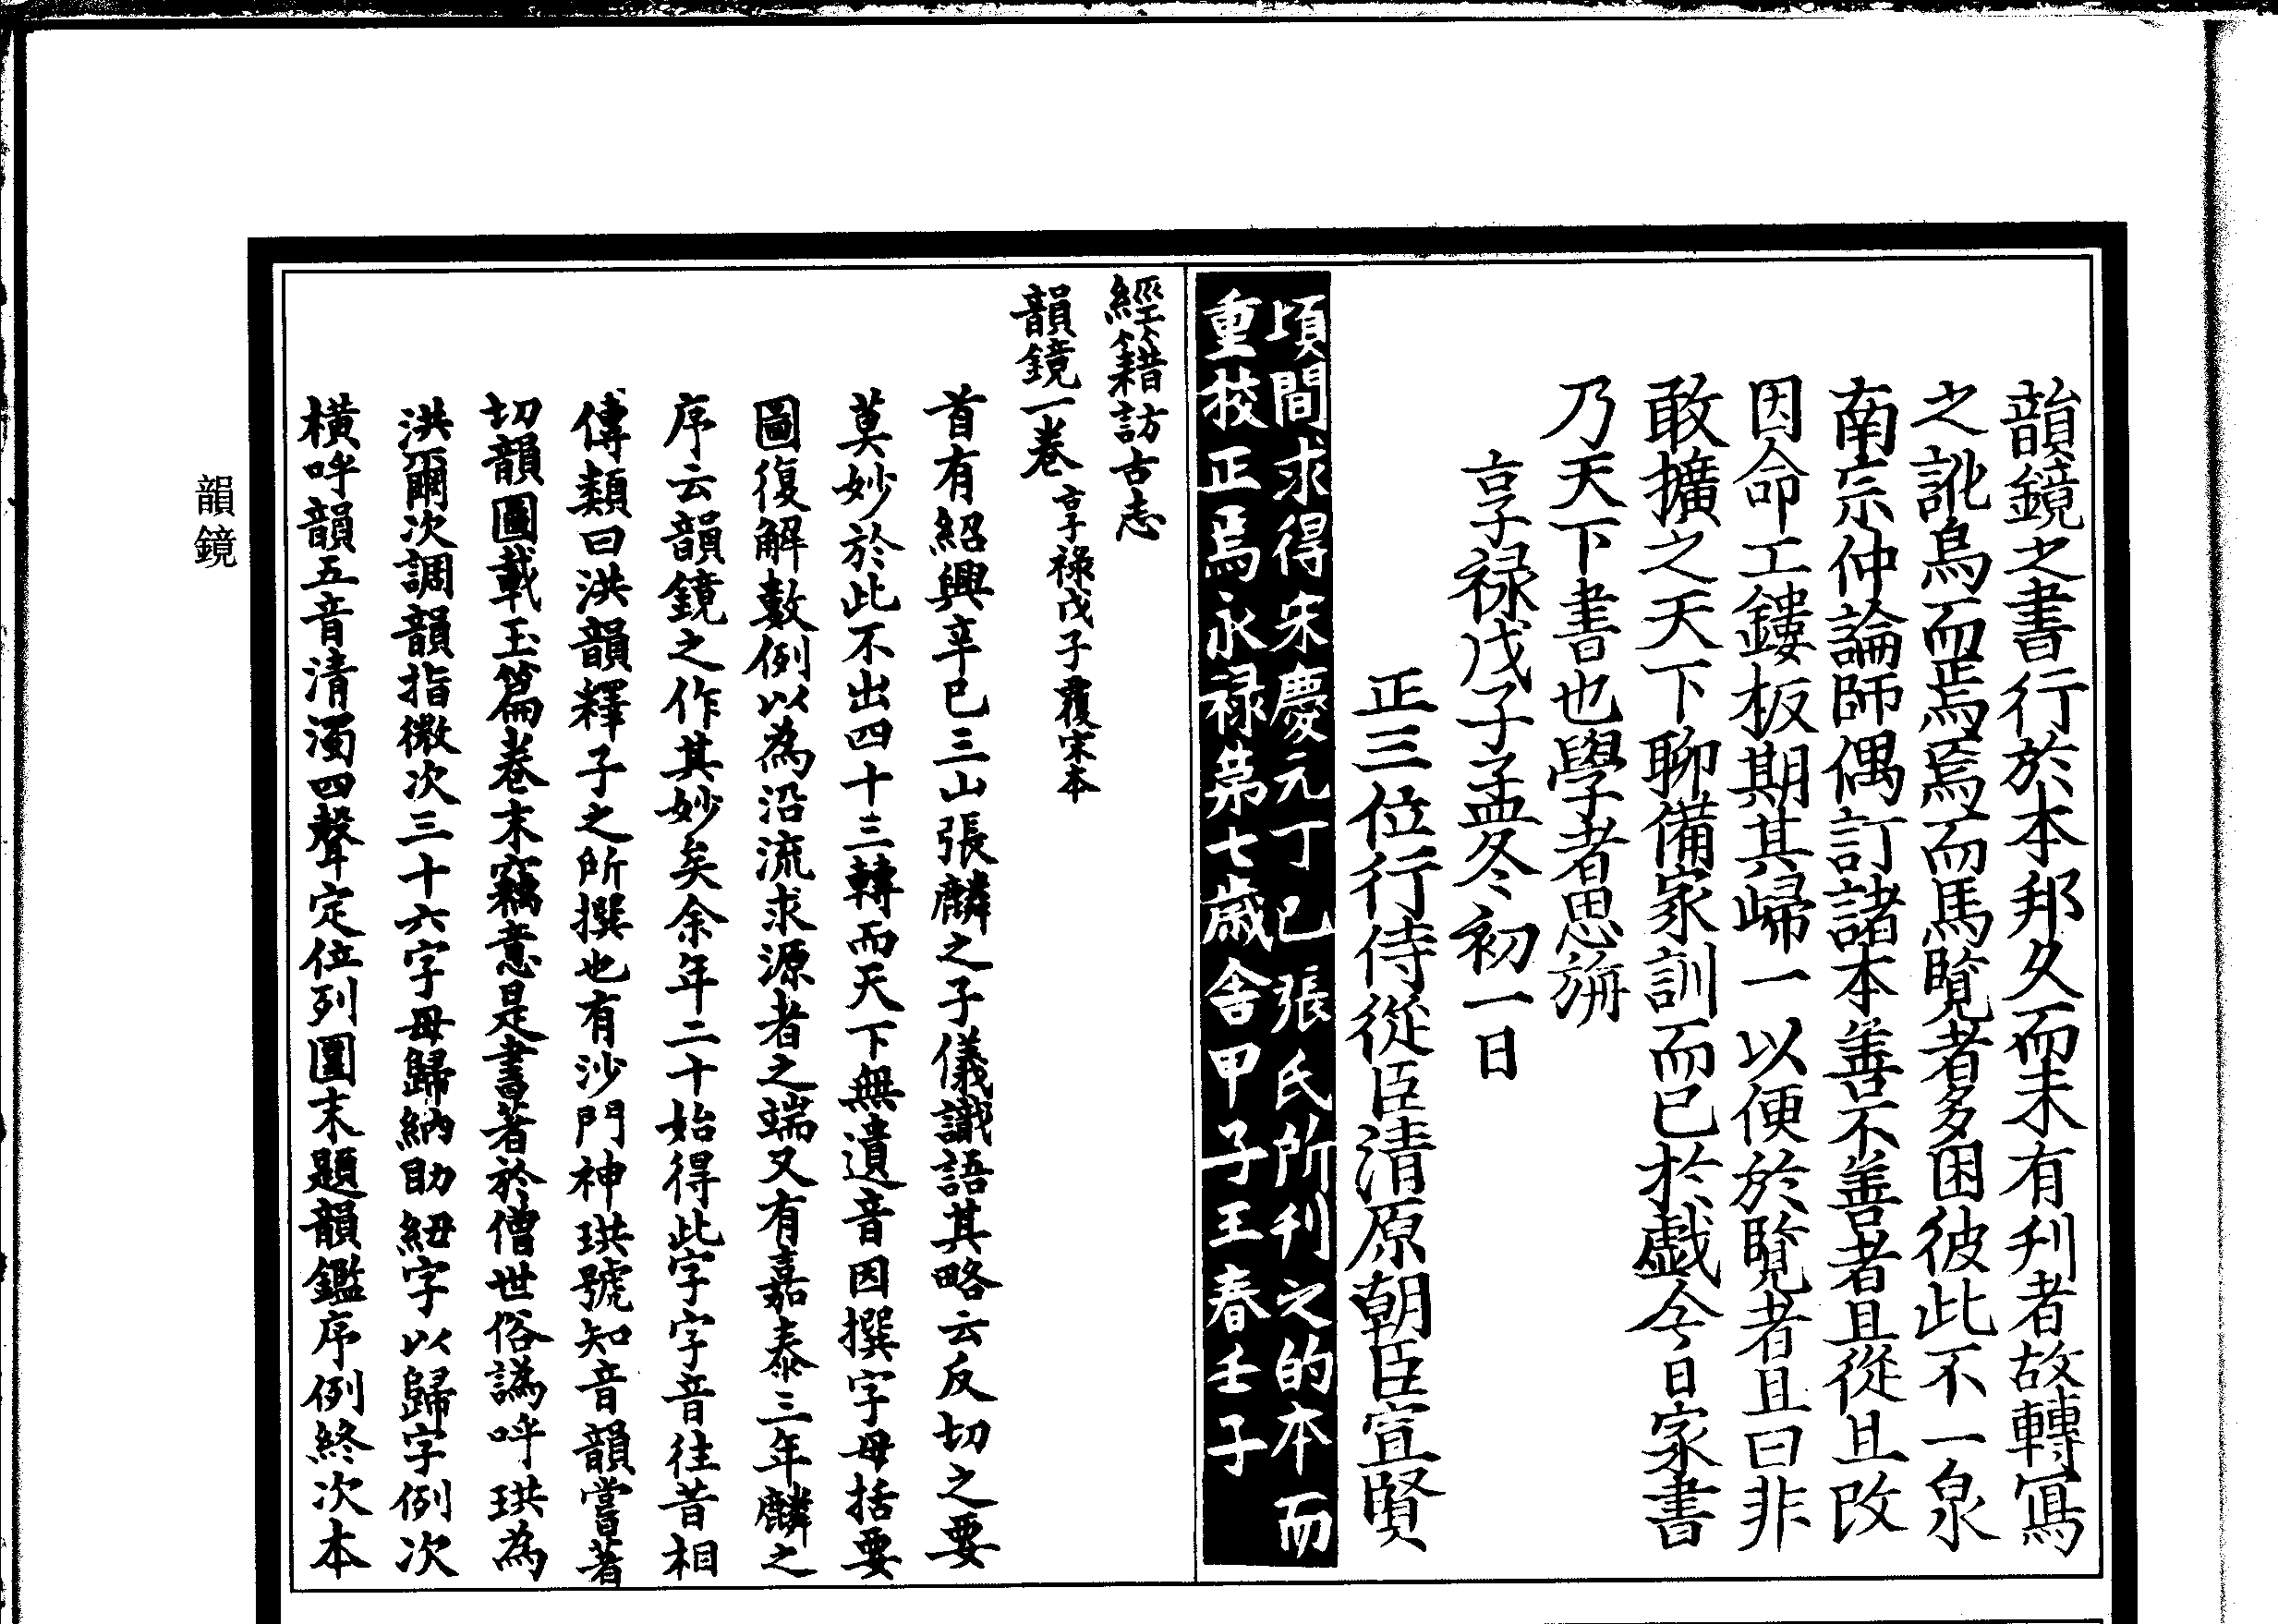 韻鏡之書行於本邦久而未有刊者故轉寫
之訛烏而焉焉而馬覽者多困彼此不一泉
南宗仲論師偶訂諸本善不善者且從且改
因命工鏤板期其歸一以便於覽者且曰非
敢擴之天下聊備家訓而已於戲今日家書
乃天下書也學者思旃
享禄戊子孟冬初一日
正三位行侍從臣清原朝臣宣賢
頃間求得宋慶元丁巳張氏所刊之的本而
重校正焉永禄第七歲舍甲子王春壬子
經籍訪古志
韻鏡一卷 享祿戊子覆宋本
首有紹興辛巳三山張麟之子儀識語其略云反切之要
莫妙於此不出四十三轉而天下無遺音因撰字母括要
圖復解數例以為沿流求源者之端又有嘉泰三年麟之
序云韻鏡之作其妙矣余年二十始得此字字音往昔相
傳類曰洪韻釋子之所撰也有沙門神珙號知音韻嘗著
切韻圖載玉篇卷末竊意是書著於僧世俗譌呼珙為
洪爾次調韻指微次三十六字母歸納助紐字以歸字例次
橫呼韻五音清濁四聲定位列圍末題韻鑑序例終次本
韻鏡